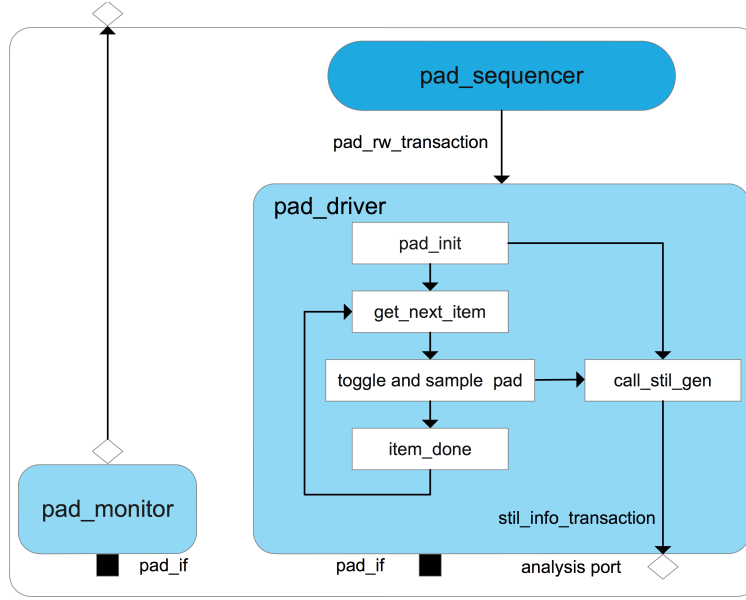 pad_sequencer
pad_rw_transaction
pad_driver
pad_init
get_next_item
toggle and sample pad
call_stil_gen
item_done
pad_monitor
stil_info_transaction
pad_if
pad_if
analysis port